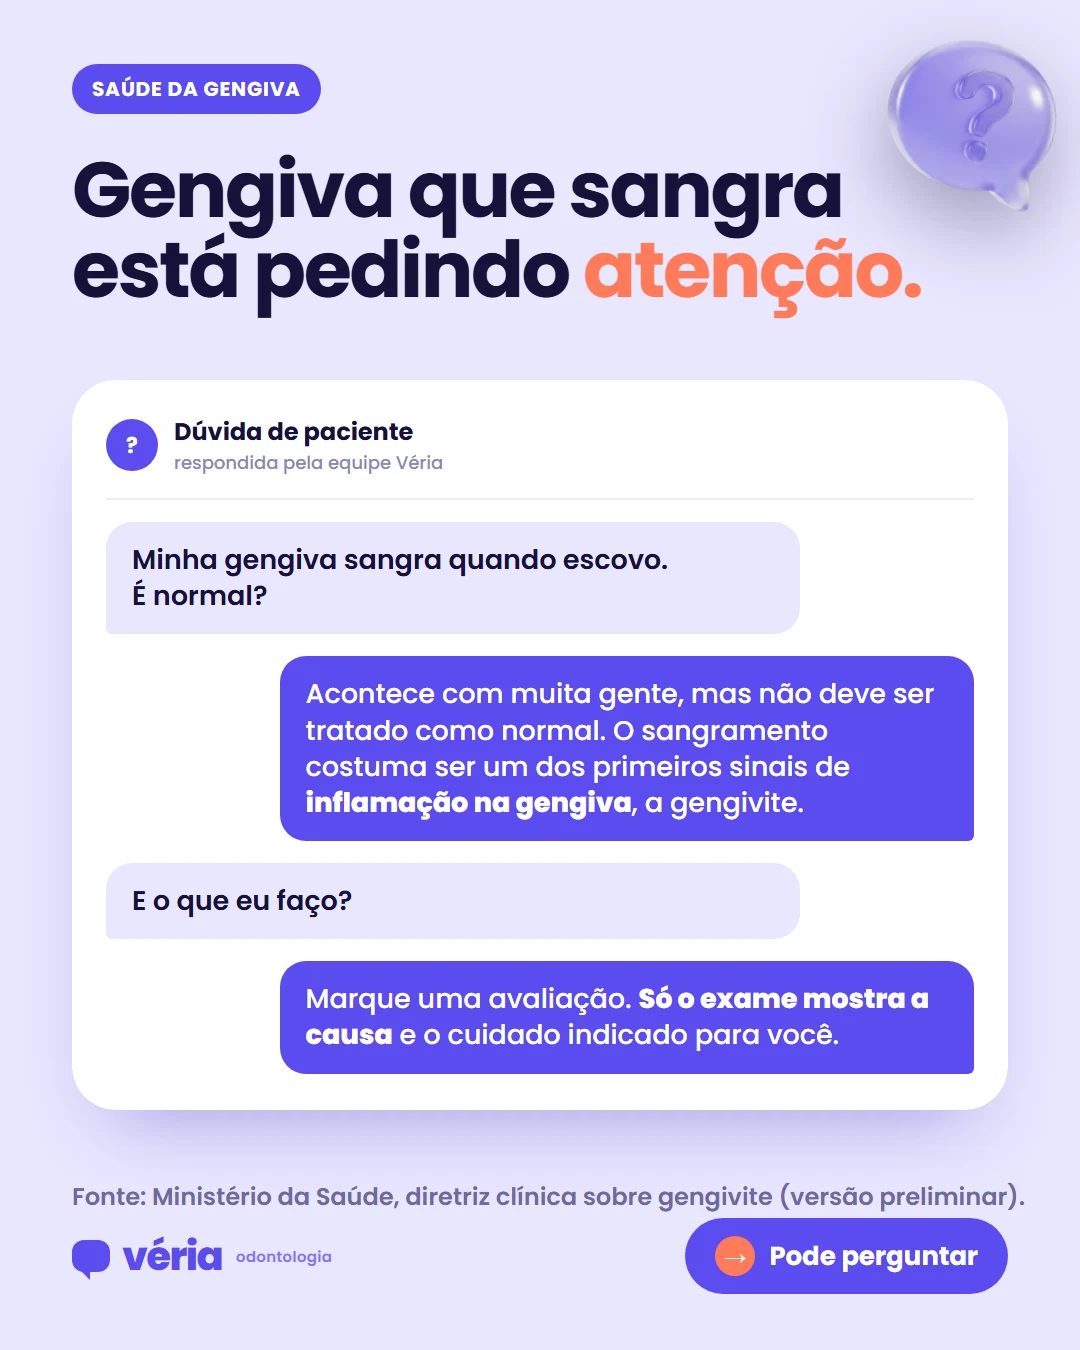 SAÚDE DA GENGIVA
?
Gengiva que sangra
está pedindo atenção.
?
Dúvida de paciente
respondida pela equipe Véria
Minha gengiva sangra quando escovo.
É normal?
Acontece com muita gente, mas não deve ser
tratado como normal. O sangramento
costuma ser um dos primeiros sinais de
inflamação na gengiva, a gengivite.
E o que eu faço?
Marque uma avaliação. Só o exame mostra a
causa e o cuidado indicado para você.
Fonte: Ministério da Saúde, diretriz clínica sobre gengivite (versão preliminar).
véria odontologia
→ Pode perguntar